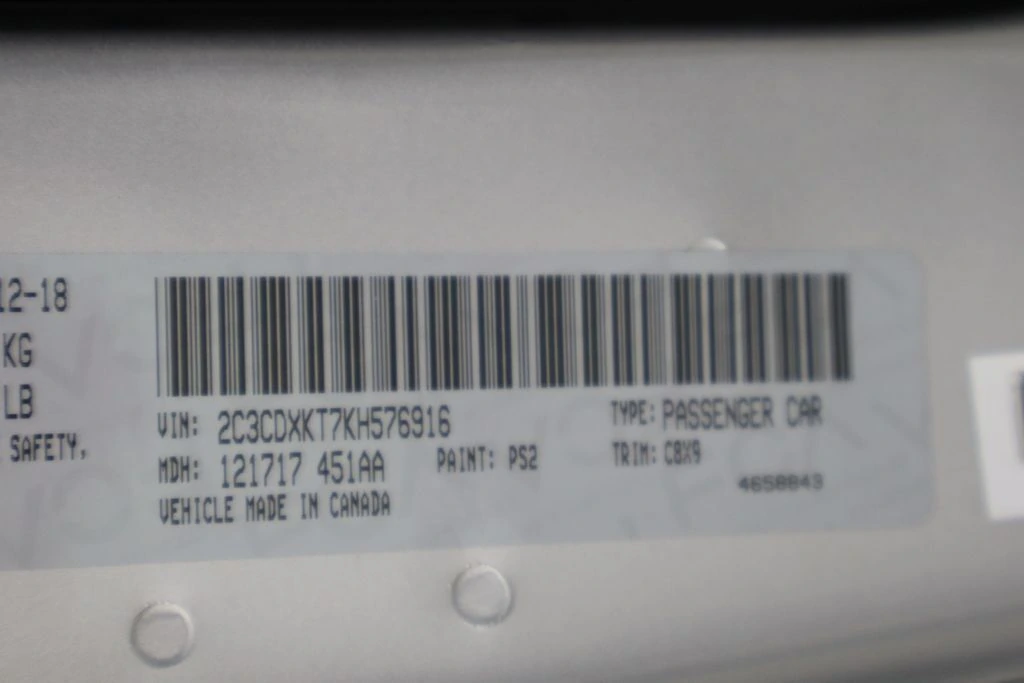 12-18
KG
LB
SAFETY,
VIN: 2C3CDXKT7KH576916
TYPE: PASSENGER CAR
MDH: 121717 451AA
PAINT: PS2
TRIM: C8X9
VEHICLE MADE IN CANADA
4658843